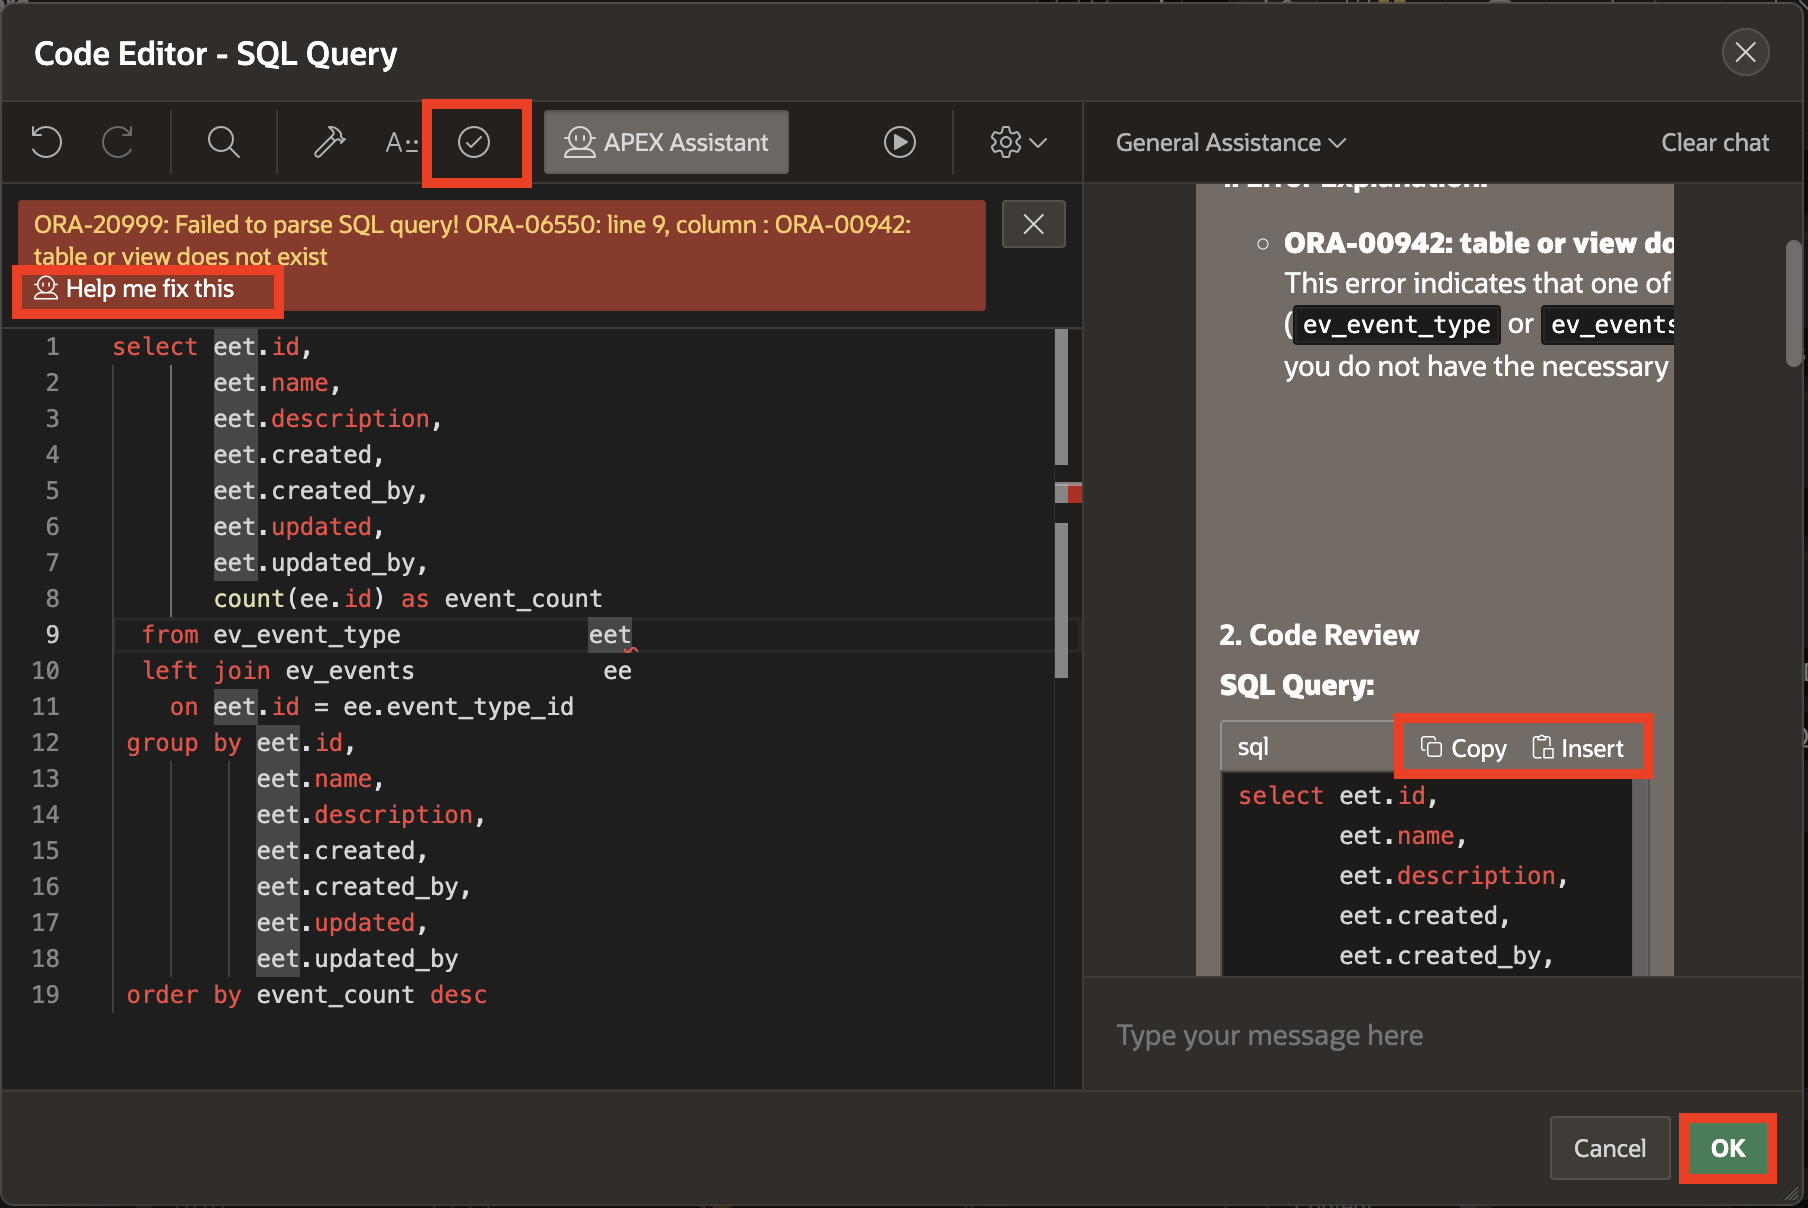 Code Editor - SQL Query
A::
APEX Assistant
General Assistance
Clear chat
ORA-20999: Failed to parse SQL query! ORA-06550: line 9, column : ORA-00942:
table or view does not exist
Help me fix this
1 select eet.id,
2 eet.name,
3 eet.description,
4 eet.created,
5 eet.created_by,
6 eet.updated,
7 eet.updated_by,
8 count(ee.id) as event_count
9 from ev_event_type eet
10 left join ev_events ee
11 on eet.id = ee.event_type_id
12 group by eet.id,
13 eet.name,
14 eet.description,
15 eet.created,
16 eet.created_by,
17 eet.updated,
18 eet.updated_by
19 order by event_count desc
Error Explanation:
ORA-00942: table or view do
This error indicates that one of
(ev_event_type or ev_events
you do not have the necessary
2. Code Review
SQL Query:
sql
Copy
Insert
select eet.id,
eet.name,
eet.description,
eet.created,
eet.created_by,
Type your message here
Cancel
OK